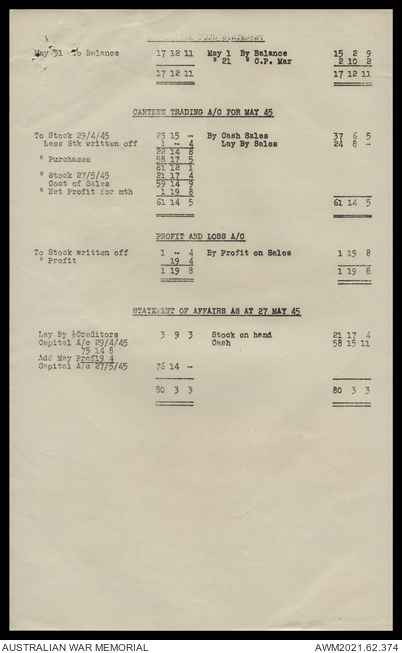 May 31 To Balance 17 12 11 May 1 By Balance 15 2 9
" 21 " C.P. Mar 2 10 2
17 12 11 17 12 11
CANTEEN TRADING A/C FOR MAY 45
To Stock 29/4/45 23 15 - By Cash Sales 37 6 5
Less Stk written off 1 - 4 Lay By Sales 24 8 -
22 14 8
" Purchases 58 17 5
81 12 1
" Stock 27/5/45 21 17 4
Cost of Sales 59 14 9
" Net Profit for mth 1 19 8
61 14 5 61 14 5
PROFIT AND LOSS A/C
To Stock written off 1 - 4 By Profit on Sales 1 19 8
" Profit 19 4
1 19 8 1 19 8
STATEMENT OF AFFAIRS AS AT 27 MAY 45
Lay By Creditors 3 9 3 Stock on hand 21 17 4
Capital A/c 29/4/45 Cash 58 15 11
75 14 8
Add May Prof 19 4
Capital A/c 27/5/45 76 14 -
80 3 3 80 3 3
AUSTRALIAN WAR MEMORIAL AWM2021.62.374